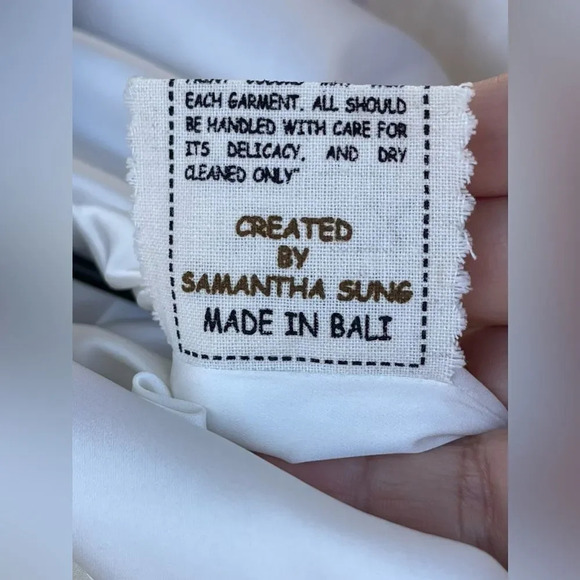 EACH GARMENT. ALL SHOULD
BE HANDLED WITH CARE FOR
ITS DELICACY, AND DRY
CLEANED ONLY"
CREATED
BY
SAMANTHA SUNG
MADE IN BALI